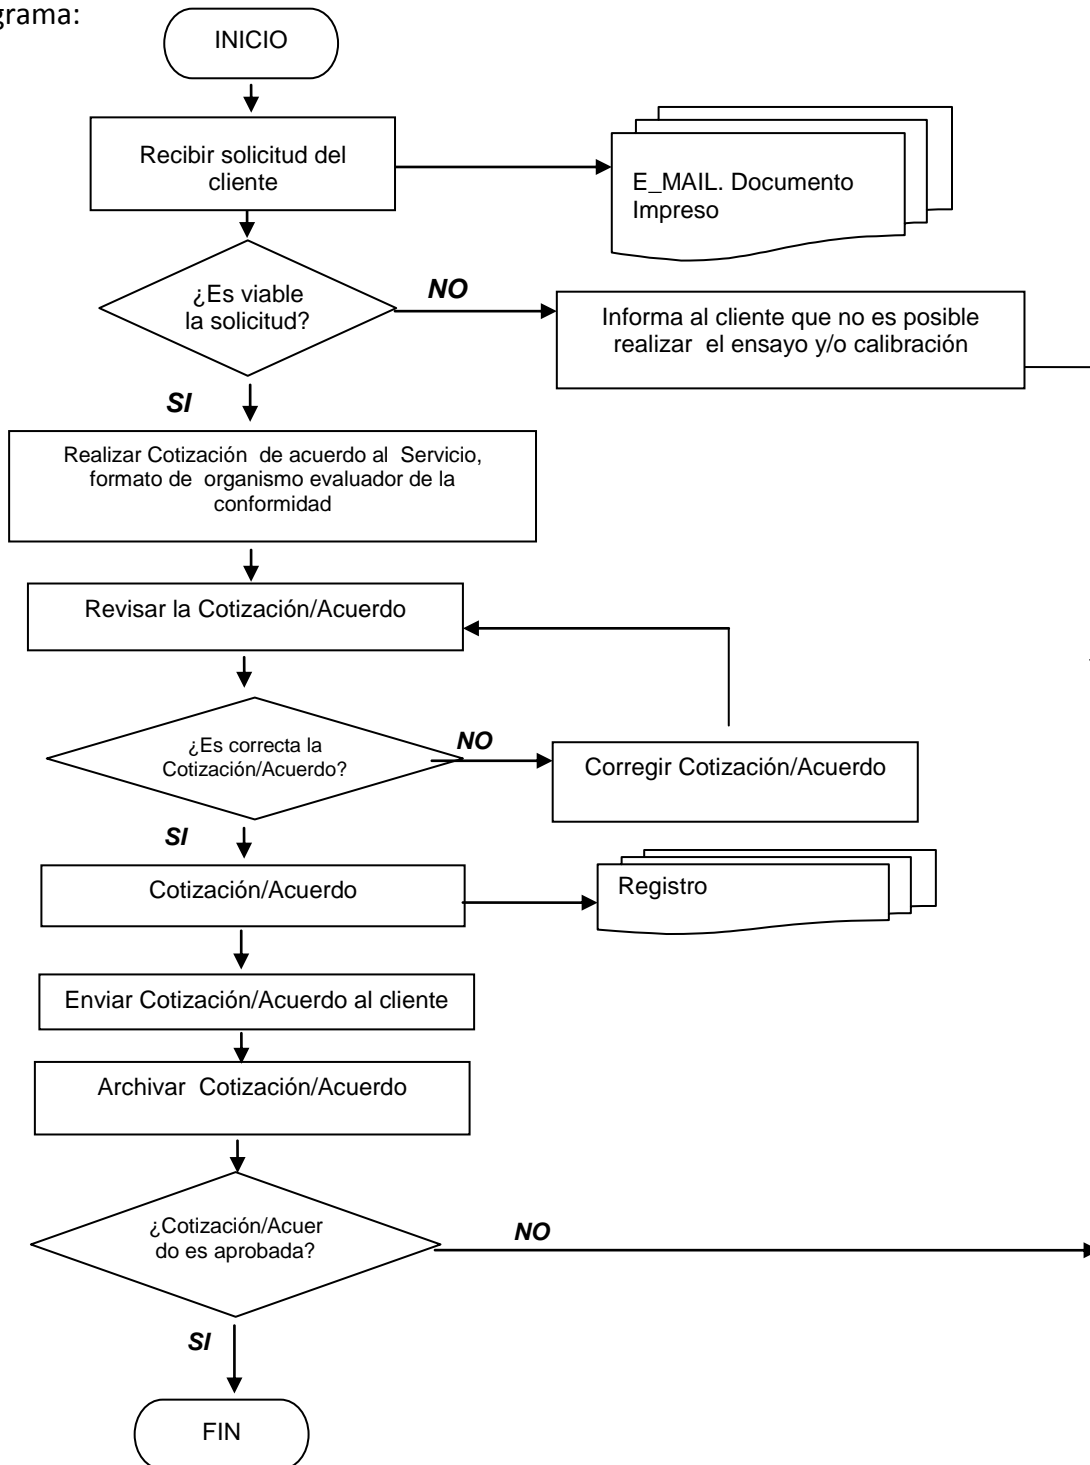 grama:
INICIO
Recibir solicitud del
cliente
E_MAIL. Documento
Impreso
¿Es viable
la solicitud?
NO
Informa al cliente que no es posible
realizar el ensayo y/o calibración
SI
Realizar Cotización de acuerdo al Servicio,
formato de organismo evaluador de la
conformidad
Revisar la Cotización/Acuerdo
¿Es correcta la
Cotización/Acuerdo?
NO
Corregir Cotización/Acuerdo
SI
Cotización/Acuerdo
Registro
Enviar Cotización/Acuerdo al cliente
Archivar Cotización/Acuerdo
¿Cotización/Acuer
do es aprobada?
NO
SI
FIN